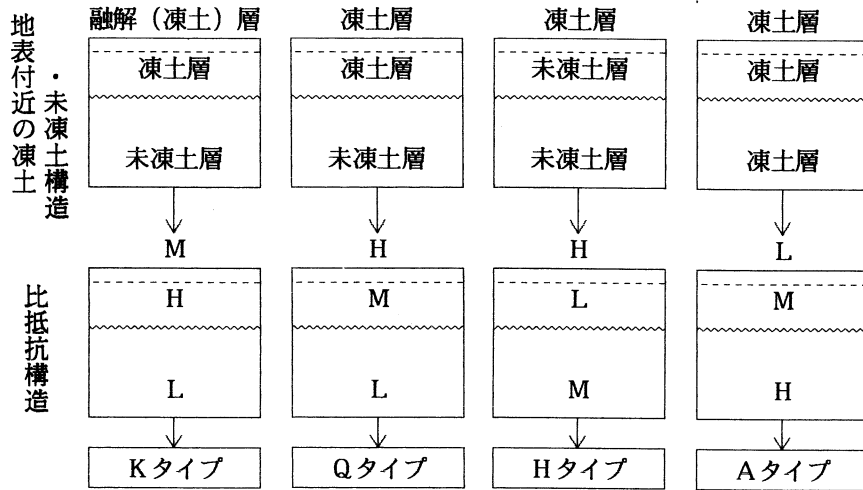 地表付近の凍土
・未凍土構造
融解（凍土）層 凍土層 凍土層 凍土層
凍土層 凍土層 未凍土層 凍土層
未凍土層 未凍土層 未凍土層 凍土層
M H H L
比抵抗構造
H M L M
L L M H
Kタイプ Qタイプ Hタイプ Aタイプ